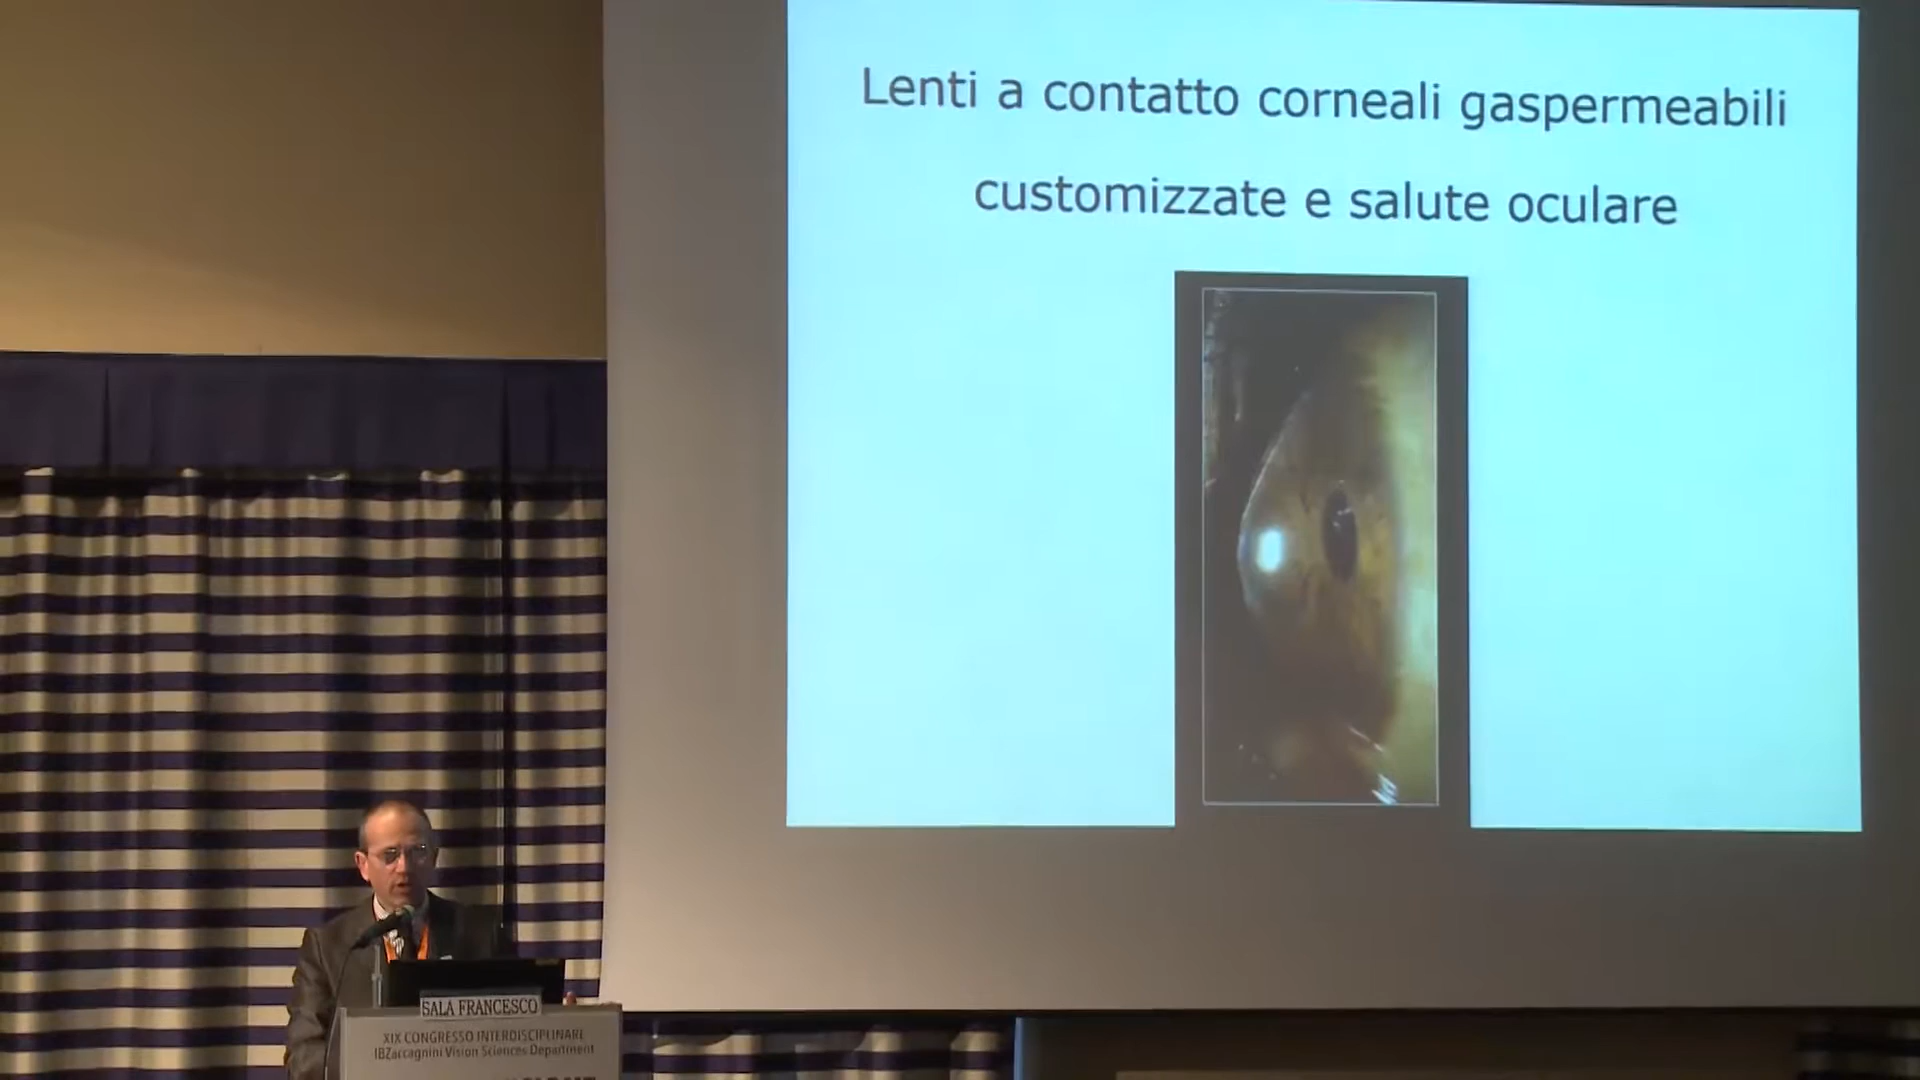 Lenti a contatto corneali gaspermeabili
customizzate e salute oculare
SALA FRANCESCO
XIX CONGRESSO INTERDISCIPLINARE
IBZaccagnini Vision Sciences Department